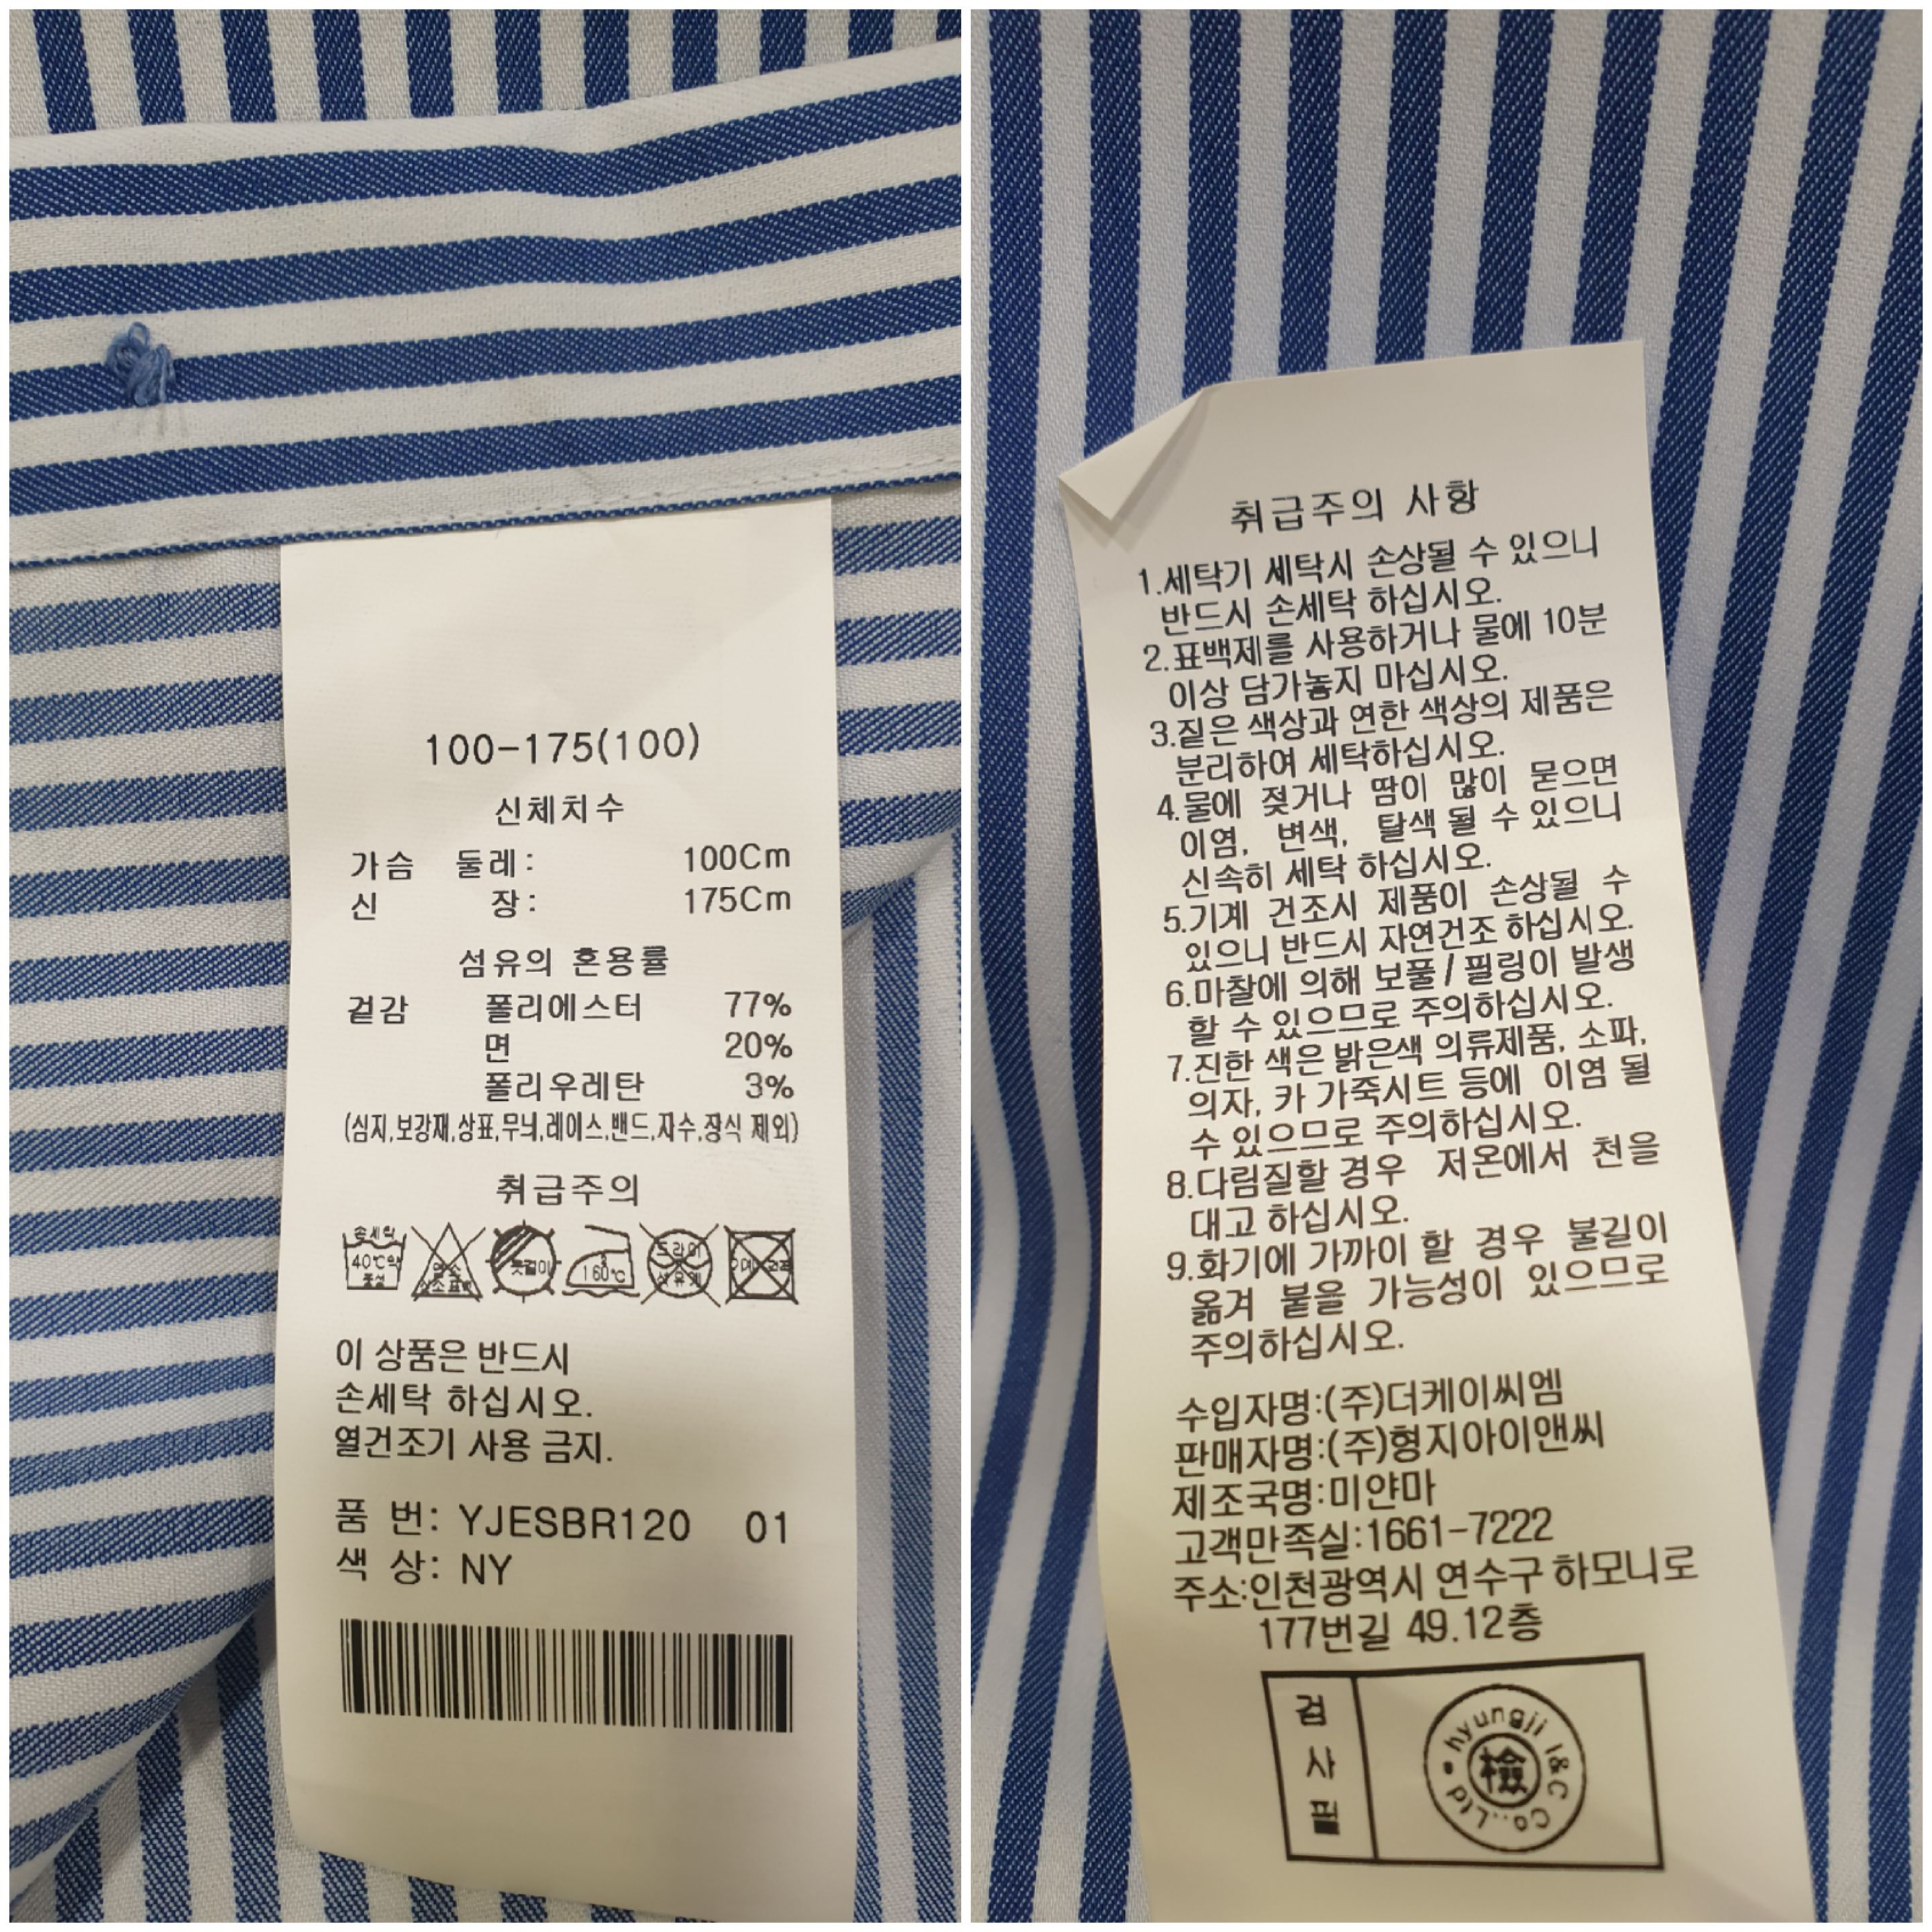 100-175(100)
신체치수
가슴 둘레: 100Cm
신 장: 175Cm
섬유의 혼용률
겉감 폴리에스터 77%
면 20%
폴리우레탄 3%
(심지,보강재,상표,무늬,레이스,밴드,자수,장식 제외)
취급주의
손세탁 40℃약 중성 염소 산소표백 옷걸이 160℃ 드라이
이 상품은 반드시
손세탁 하십시오.
열건조기 사용 금지.
품 번: YJESBR120 01
색 상: NY
취급주의 사항
1.세탁기 세탁시 손상될 수 있으니
반드시 손세탁 하십시오.
2.표백제를 사용하거나 물에 10분
이상 담가놓지 마십시오.
3.짙은 색상과 연한 색상의 제품은
분리하여 세탁하십시오.
4.물에 젖거나 땀이 많이 묻으면
이염, 변색, 탈색 될 수 있으니
신속히 세탁 하십시오.
5.기계 건조시 제품이 손상될 수
있으니 반드시 자연건조 하십시오.
6.마찰에 의해 보풀/필링이 발생
할 수 있으므로 주의하십시오.
7.진한 색은 밝은색 의류제품, 소파,
의자, 카 가죽시트 등에 이염 될
수 있으므로 주의하십시오.
8.다림질할 경우 저온에서 천을
대고 하십시오.
9.화기에 가까이 할 경우 불길이
옮겨 붙을 가능성이 있으므로
주의하십시오.
수입자명:(주)더케이씨엠
판매자명:(주)형지아이앤씨
제조국명:미얀마
고객만족실:1661-7222
주소:인천광역시 연수구 하모니로
177번길 49.12층
검사필
hyungji I&C Co.,Ltd
檢